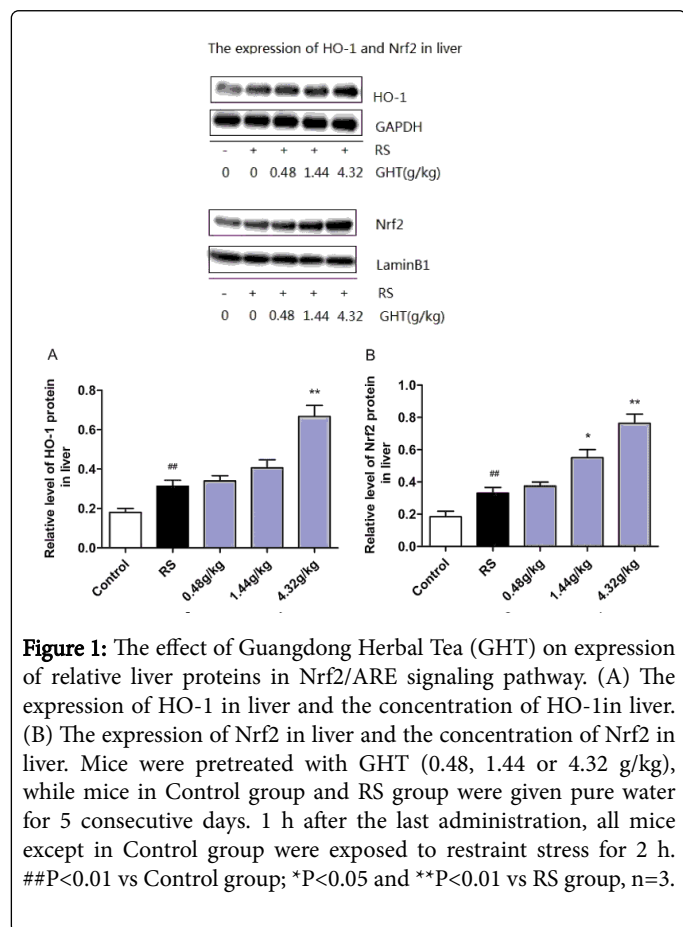 The expression of HO-1 and Nrf2 in liver
HO-1
GAPDH
RS
- + + + +
0 0 0.48 1.44 4.32 GHT(g/kg)
Nrf2
LaminB1
- + + + +
RS
0 0 0.48 1.44 4.32 GHT(g/kg)
A
Relative level of HO-1 protein
in liver
0.8
0.6
0.4
0.2
0.0
##
**
Control
RS
0.48g/kg
1.44g/kg
4.32g/kg
B
Relative level of Nrf2 protein
in liver
1.0
0.8
0.6
0.4
0.2
0.0
##
*
**
Control
RS
0.48g/kg
1.44g/kg
4.32g/kg
Figure 1: The effect of Guangdong Herbal Tea (GHT) on expression
of relative liver proteins in Nrf2/ARE signaling pathway. (A) The
expression of HO-1 in liver and the concentration of HO-1in liver.
(B) The expression of Nrf2 in liver and the concentration of Nrf2 in
liver. Mice were pretreated with GHT (0.48, 1.44 or 4.32 g/kg),
while mice in Control group and RS group were given pure water
for 5 consecutive days. 1 h after the last administration, all mice
except in Control group were exposed to restraint stress for 2 h.
##P<0.01 vs Control group; *P<0.05 and **P<0.01 vs RS group, n=3.